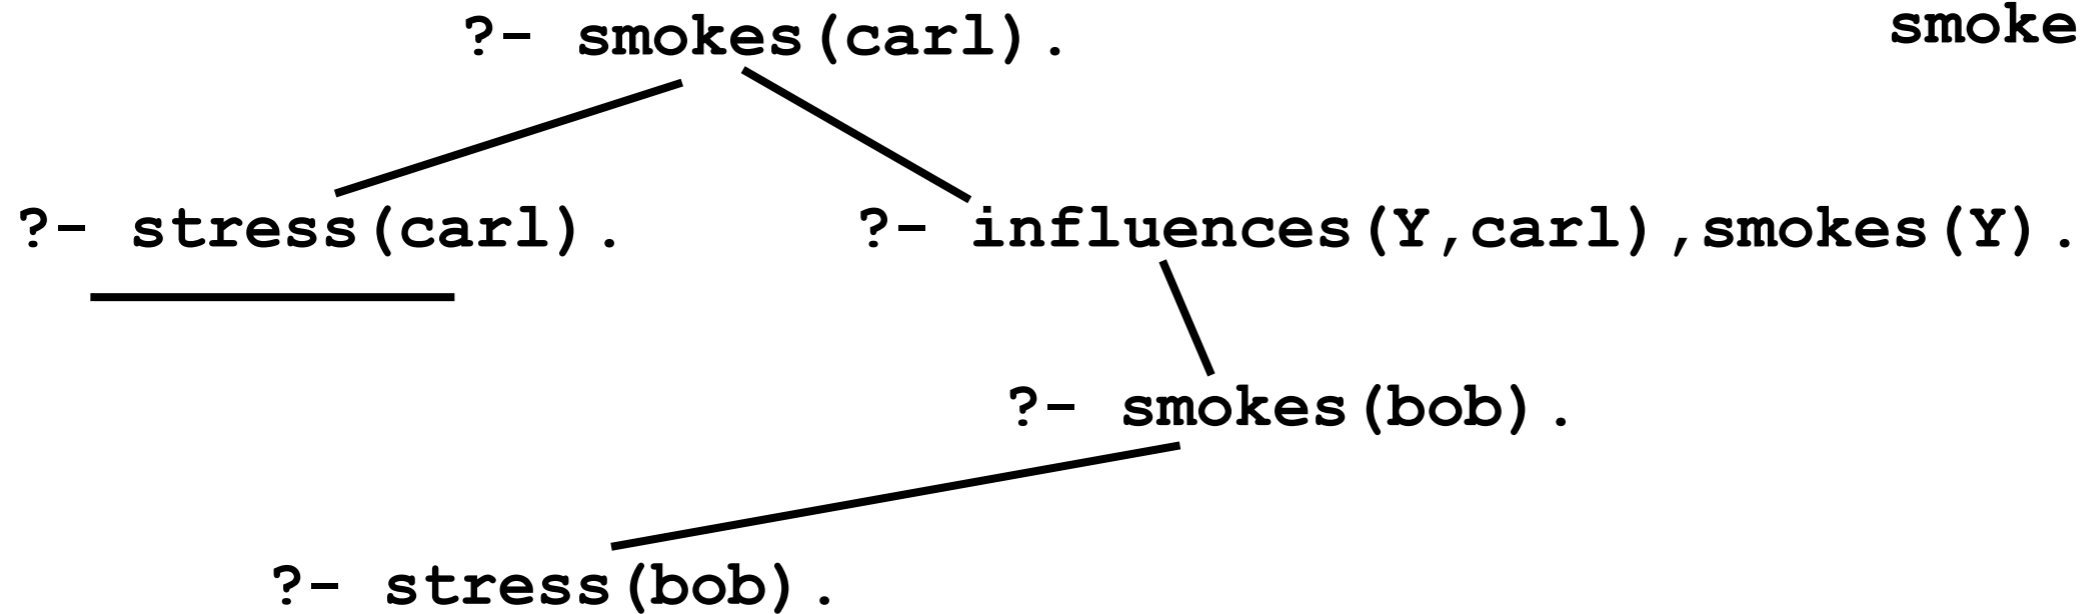 ?- smokes(carl).
smoke
?- stress(carl).
?- influences(Y,carl),smokes(Y).
?- smokes(bob).
?- stress(bob).